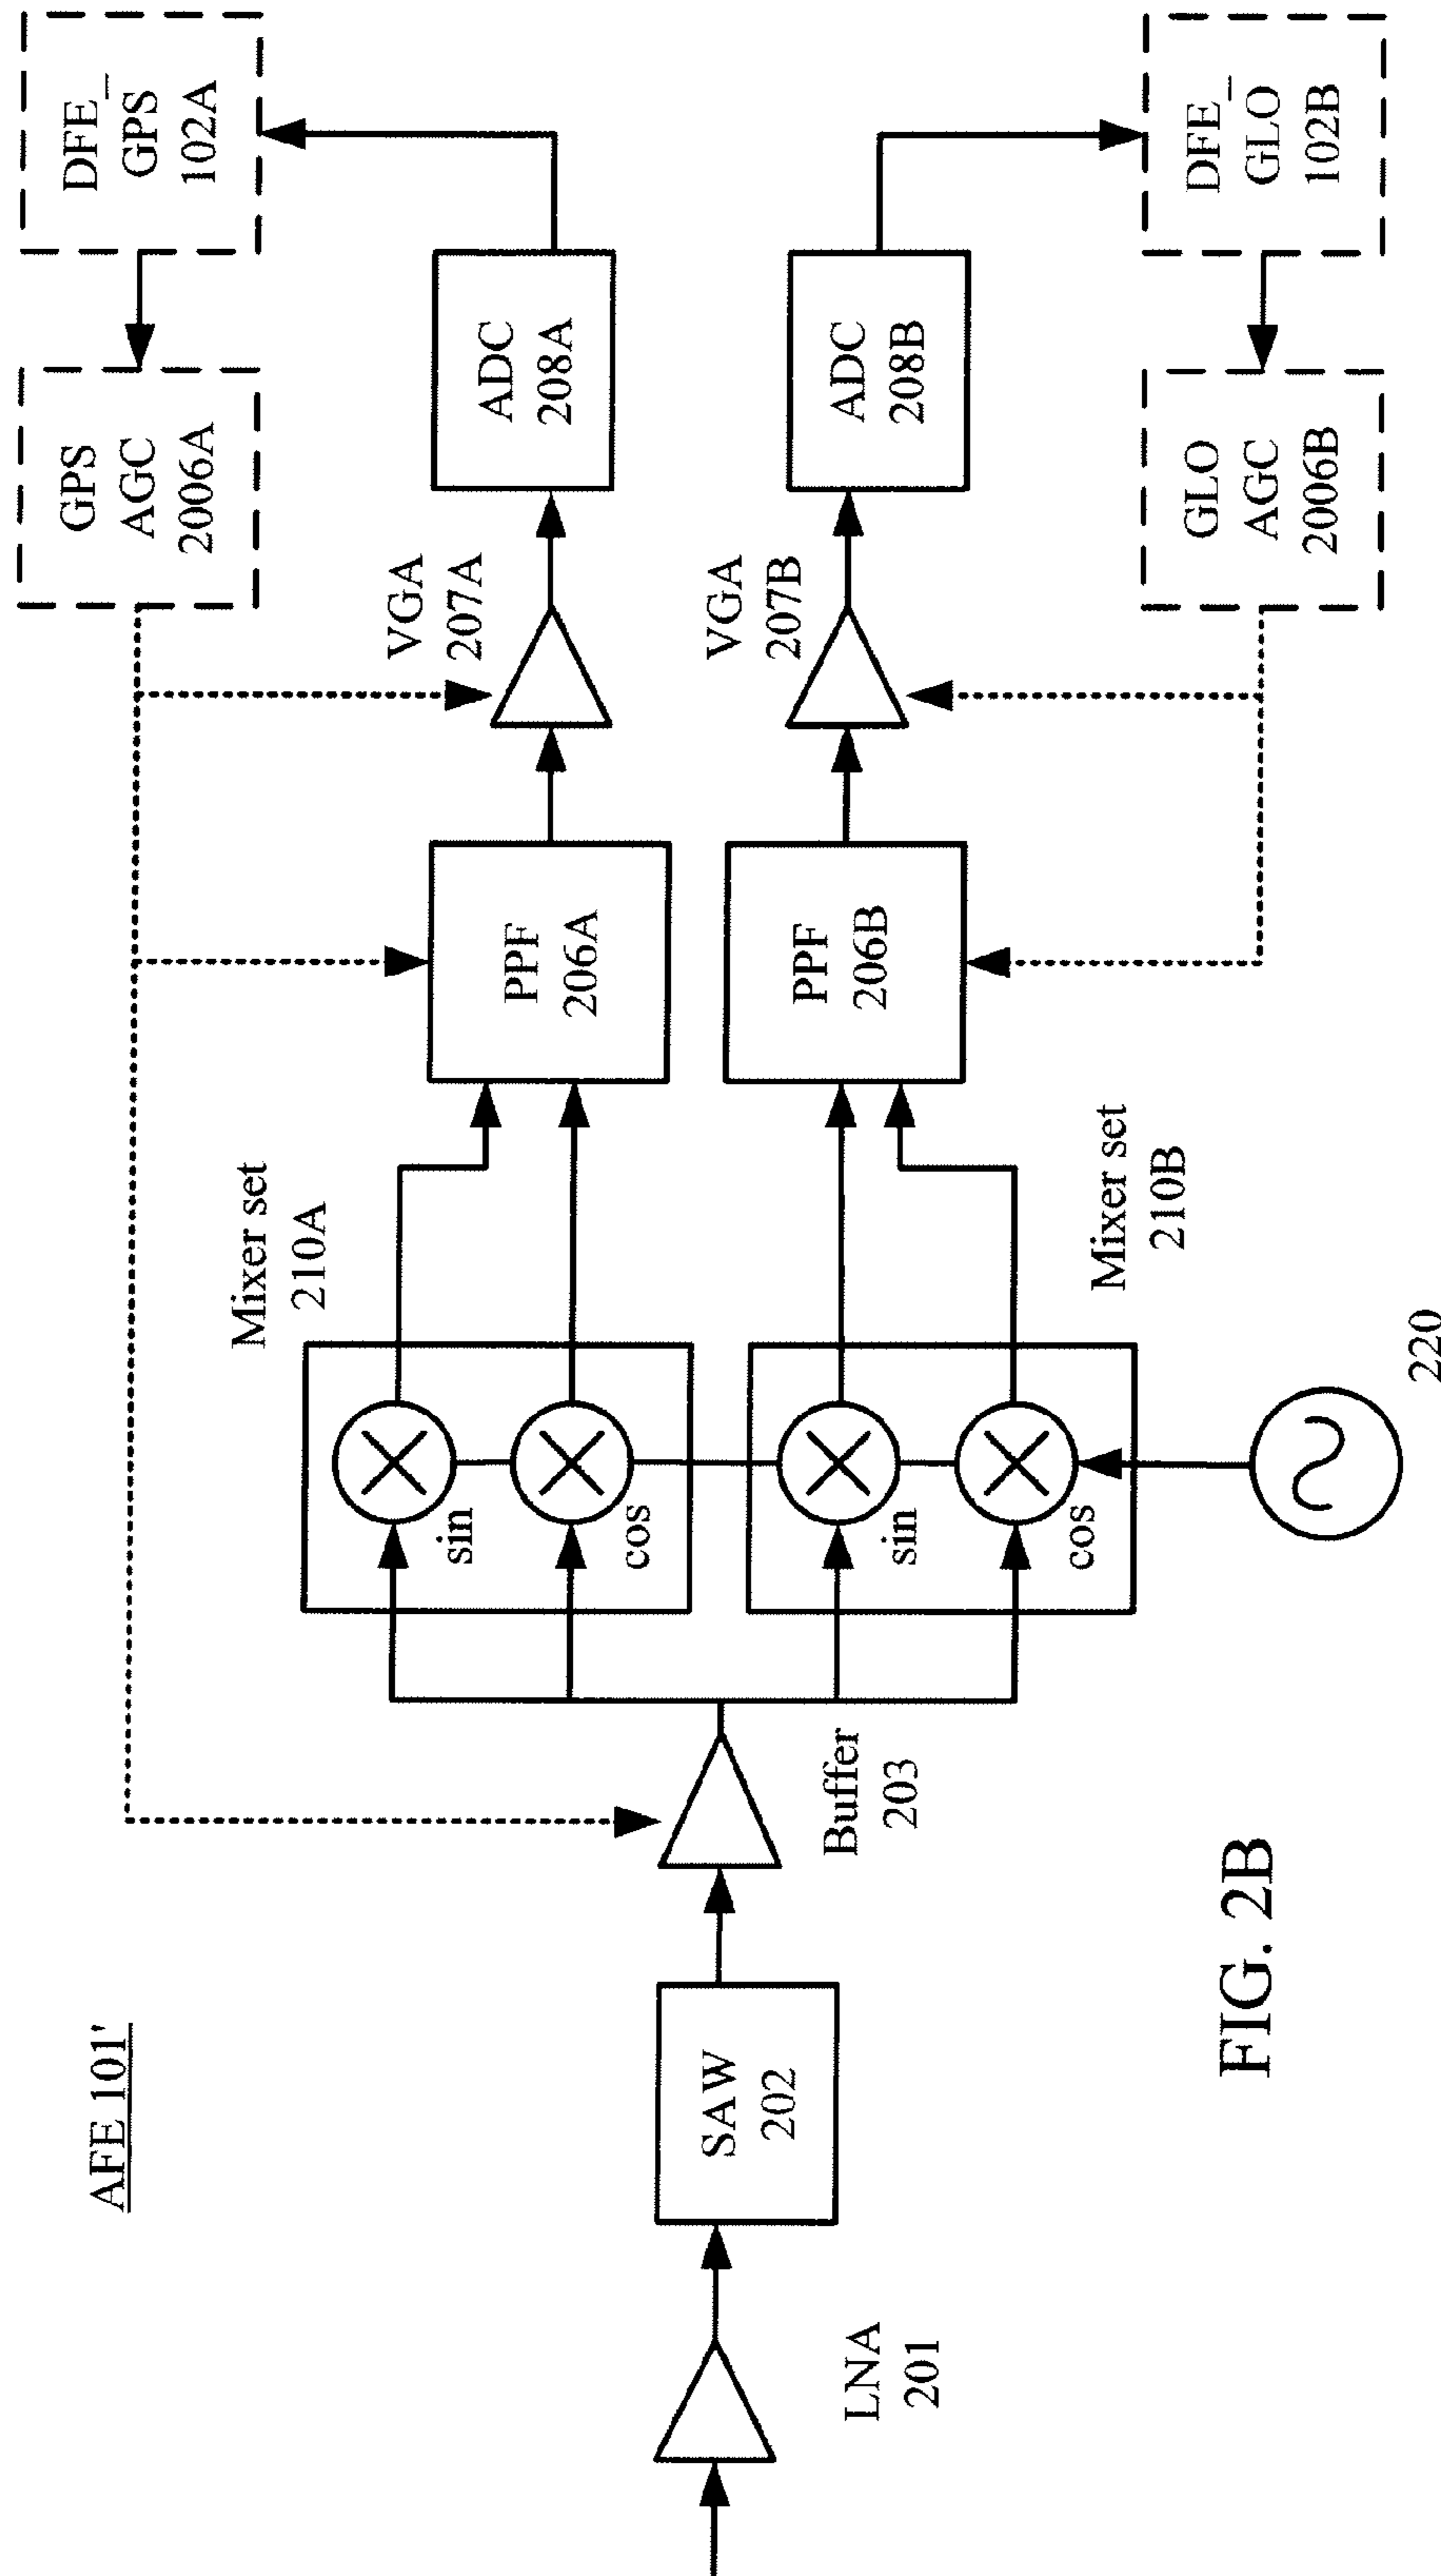 AFE 101'
LNA
201
SAW
202
Buffer
203
Mixer set
210A
sin
cos
sin
cos
Mixer set
210B
220
PPF
206A
PPF
206B
VGA
207A
VGA
207B
ADC
208A
ADC
208B
GPS
AGC
2006A
DFE_
GPS
102A
GLO
AGC
2006B
DFE_
GLO
102B
FIG. 2B